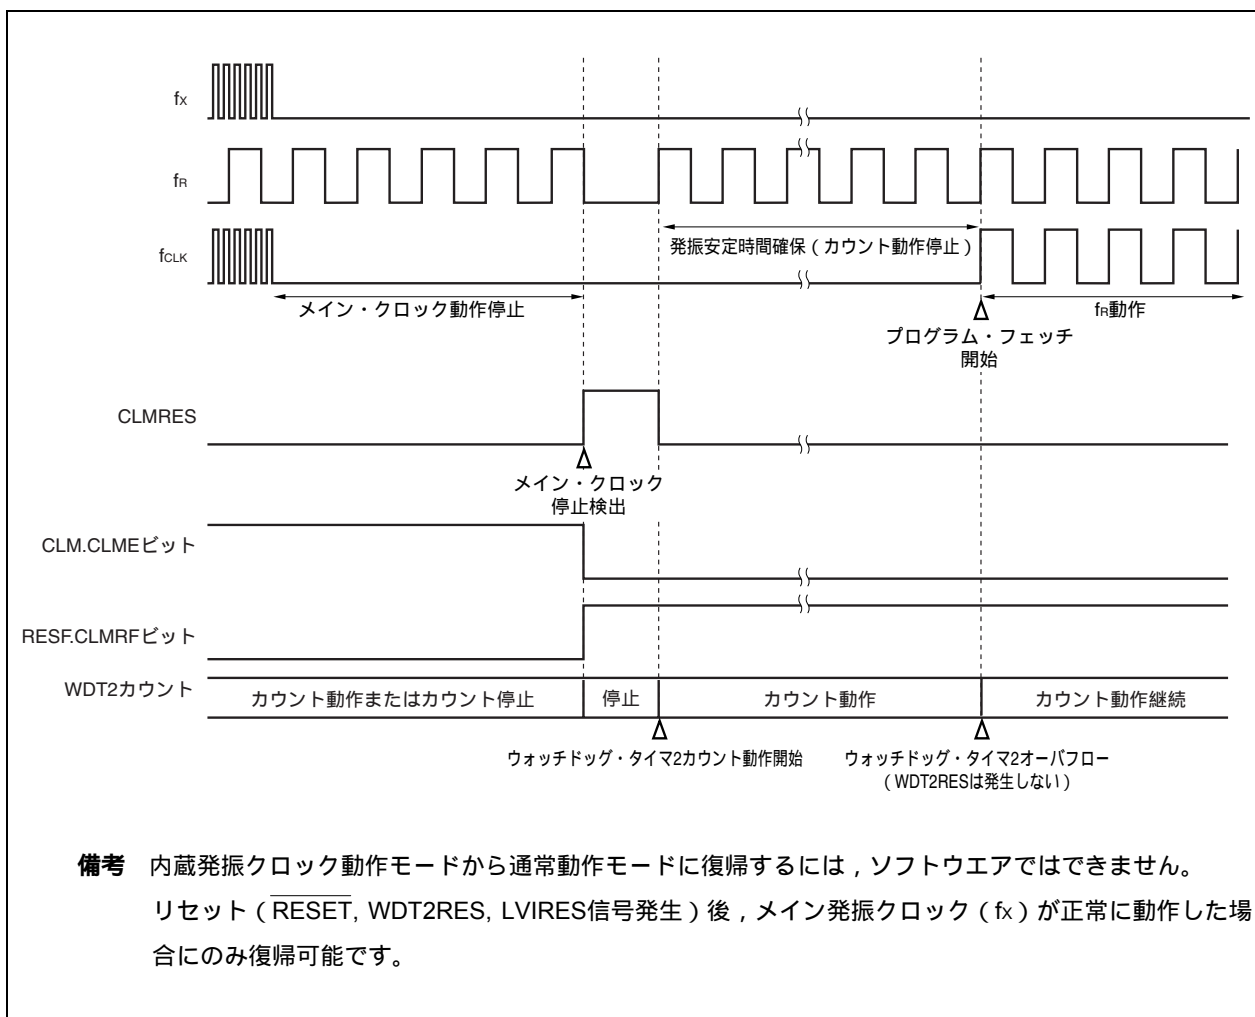 fX
fR
発振安定時間確保（カウント動作停止）
fCLK
メイン・クロック動作停止
fR動作
プログラム・フェッチ
開始
CLMRES
メイン・クロック
停止検出
CLM.CLMEビット
RESF.CLMRFビット
WDT2カウント
カウント動作またはカウント停止
停止
カウント動作
カウント動作継続
ウォッチドッグ・タイマ2カウント動作開始
ウォッチドッグ・タイマ2オーバフロー
（WDT2RESは発生しない）
備考 内蔵発振クロック動作モードから通常動作モードに復帰するには，ソフトウエアではできません。
リセット（RESET, WDT2RES, LVIRES信号発生）後，メイン発振クロック（fX）が正常に動作した場
合にのみ復帰可能です。